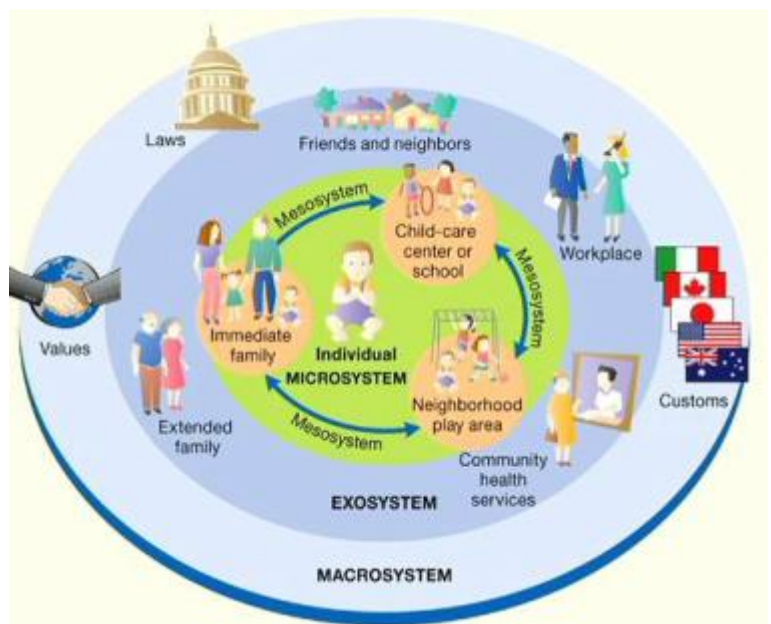 Laws
Friends and neighbors
Mesosystem
Child-care
center or
school
Workplace
Mesosystem
Values
Immediate
family
Individual
MICROSYSTEM
Customs
Neighborhood
play area
Mesosystem
Extended
family
Community
health
services
EXOSYSTEM
MACROSYSTEM